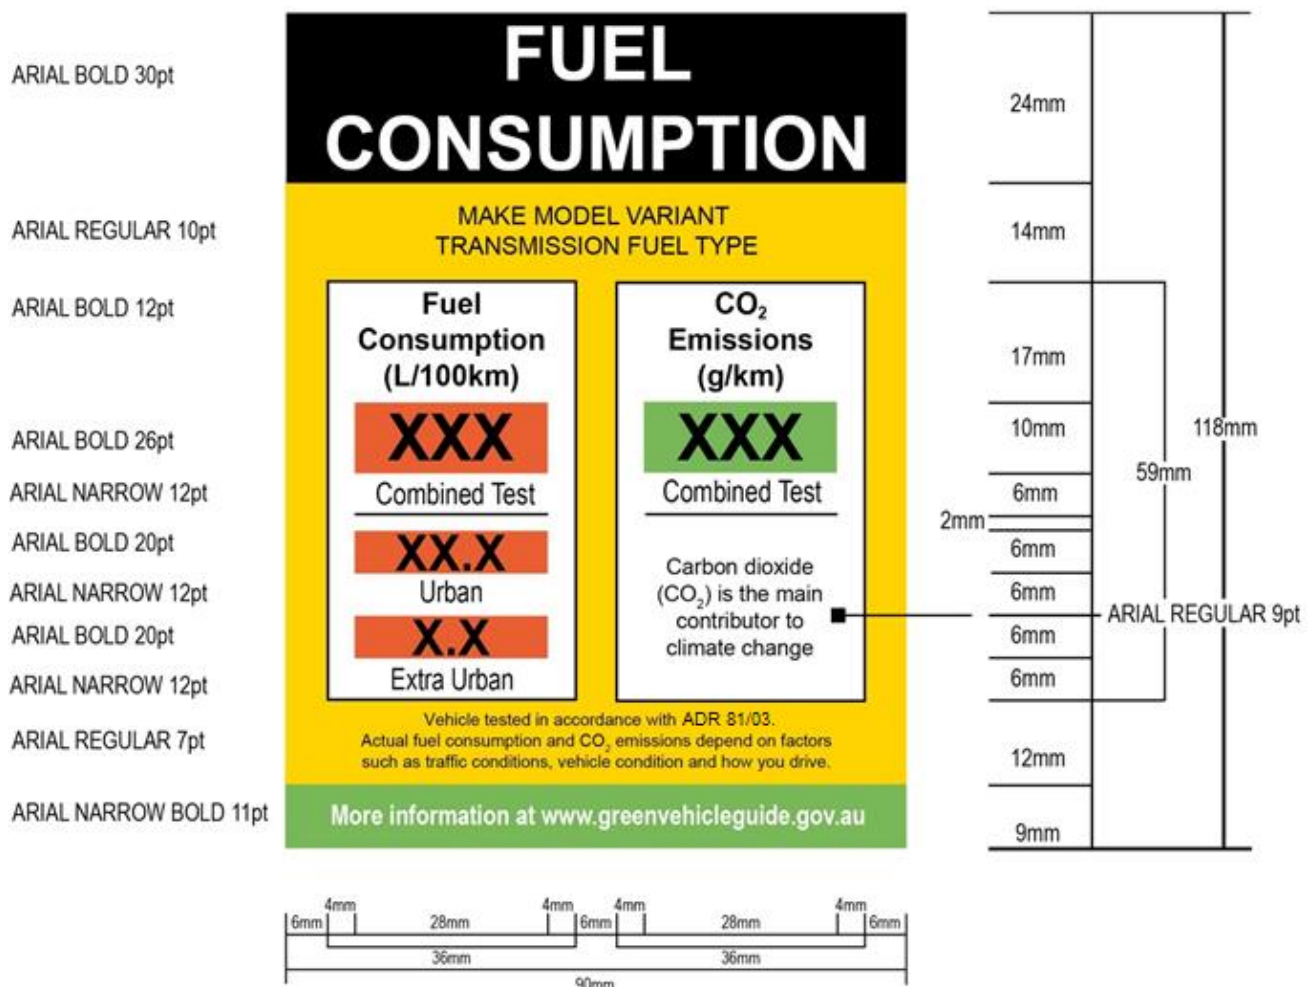 FUEL
CONSUMPTION
ARIAL BOLD 30pt
24mm
MAKE MODEL VARIANT
TRANSMISSION FUEL TYPE
ARIAL REGULAR 10pt
14mm
ARIAL BOLD 12pt
Fuel
Consumption
(L/100km)
CO₂
Emissions
(g/km)
17mm
ARIAL BOLD 26pt
XXX
XXX
10mm
118mm
59mm
ARIAL NARROW 12pt
Combined Test
Combined Test
6mm
2mm
ARIAL BOLD 20pt
XX.X
6mm
ARIAL NARROW 12pt
Urban
6mm
ARIAL BOLD 20pt
X.X
6mm
ARIAL NARROW 12pt
Extra Urban
6mm
Carbon dioxide
(CO₂) is the main
contributor to
climate change
ARIAL REGULAR 9pt
ARIAL REGULAR 7pt
Vehicle tested in accordance with ADR 81/03.
Actual fuel consumption and CO₂ emissions depend on factors
such as traffic conditions, vehicle condition and how you drive.
12mm
ARIAL NARROW BOLD 11pt
More information at www.greenvehicleguide.gov.au
9mm
4mm
4mm
4mm
4mm
6mm
28mm
6mm
28mm
6mm
36mm
36mm
90mm